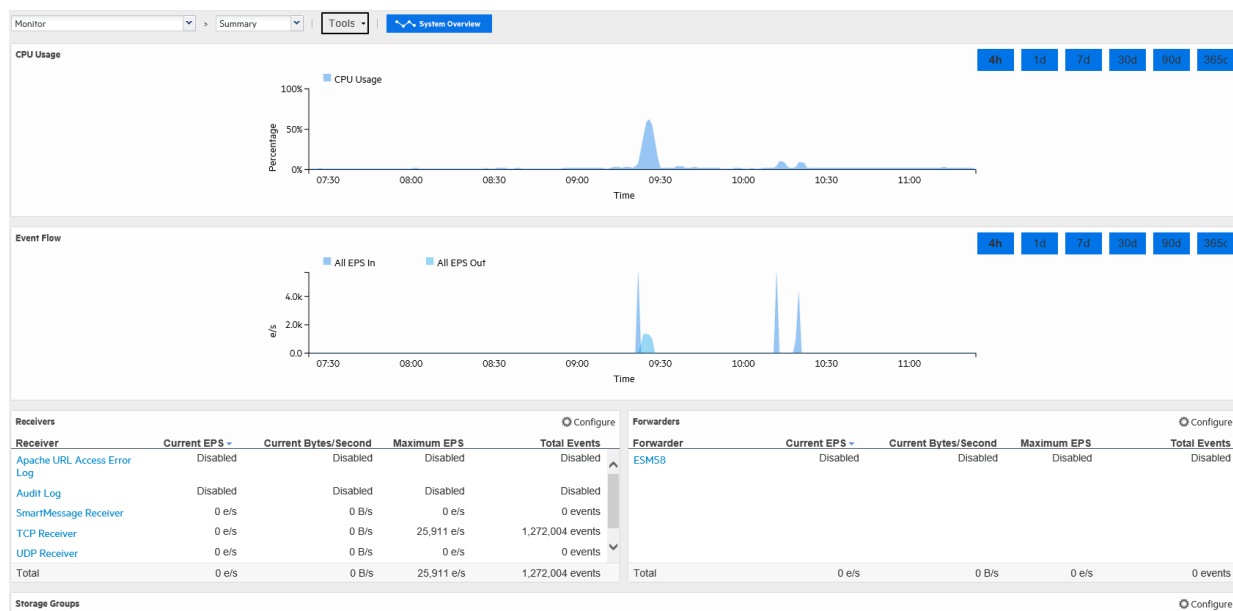 Monitor > Summary | Tools | System Overview
CPU Usage
4h 1d 7d 30d 90d 365c
CPU Usage
100%
50%
0%
Percentage
07:30 08:00 08:30 09:00 09:30 10:00 10:30 11:00
Time
Event Flow
4h 1d 7d 30d 90d 365c
All EPS In All EPS Out
4.0k
2.0k
0.0
e/s
07:30 08:00 08:30 09:00 09:30 10:00 10:30 11:00
Time
Receivers Configure
Receiver Current EPS Current Bytes/Second Maximum EPS Total Events
Apache URL Access Error Disabled Disabled Disabled Disabled
Log
Audit Log Disabled Disabled Disabled Disabled
SmartMessage Receiver 0 e/s 0 B/s 0 e/s 0 events
TCP Receiver 0 e/s 0 B/s 25,911 e/s 1,272,004 events
UDP Receiver 0 e/s 0 B/s 0 e/s 0 events
Total 0 e/s 0 B/s 25,911 e/s 1,272,004 events
Forwarders Configure
Forwarder Current EPS Current Bytes/Second Maximum EPS Total Events
ESM58 Disabled Disabled Disabled Disabled
Total 0 e/s 0 B/s 0 e/s 0 events
Storage Groups Configure